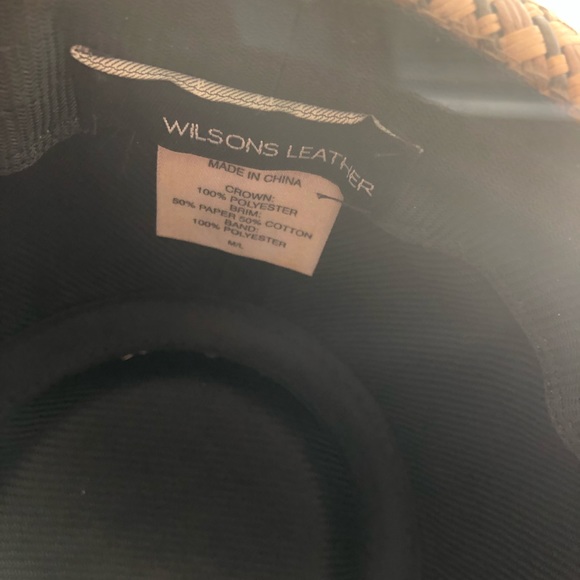 WILSONS LEATHER
MADE IN CHINA
CROWN:
100% POLYESTER
BRIM:
50% PAPER 50% COTTON
BAND:
100% POLYESTER
M/L